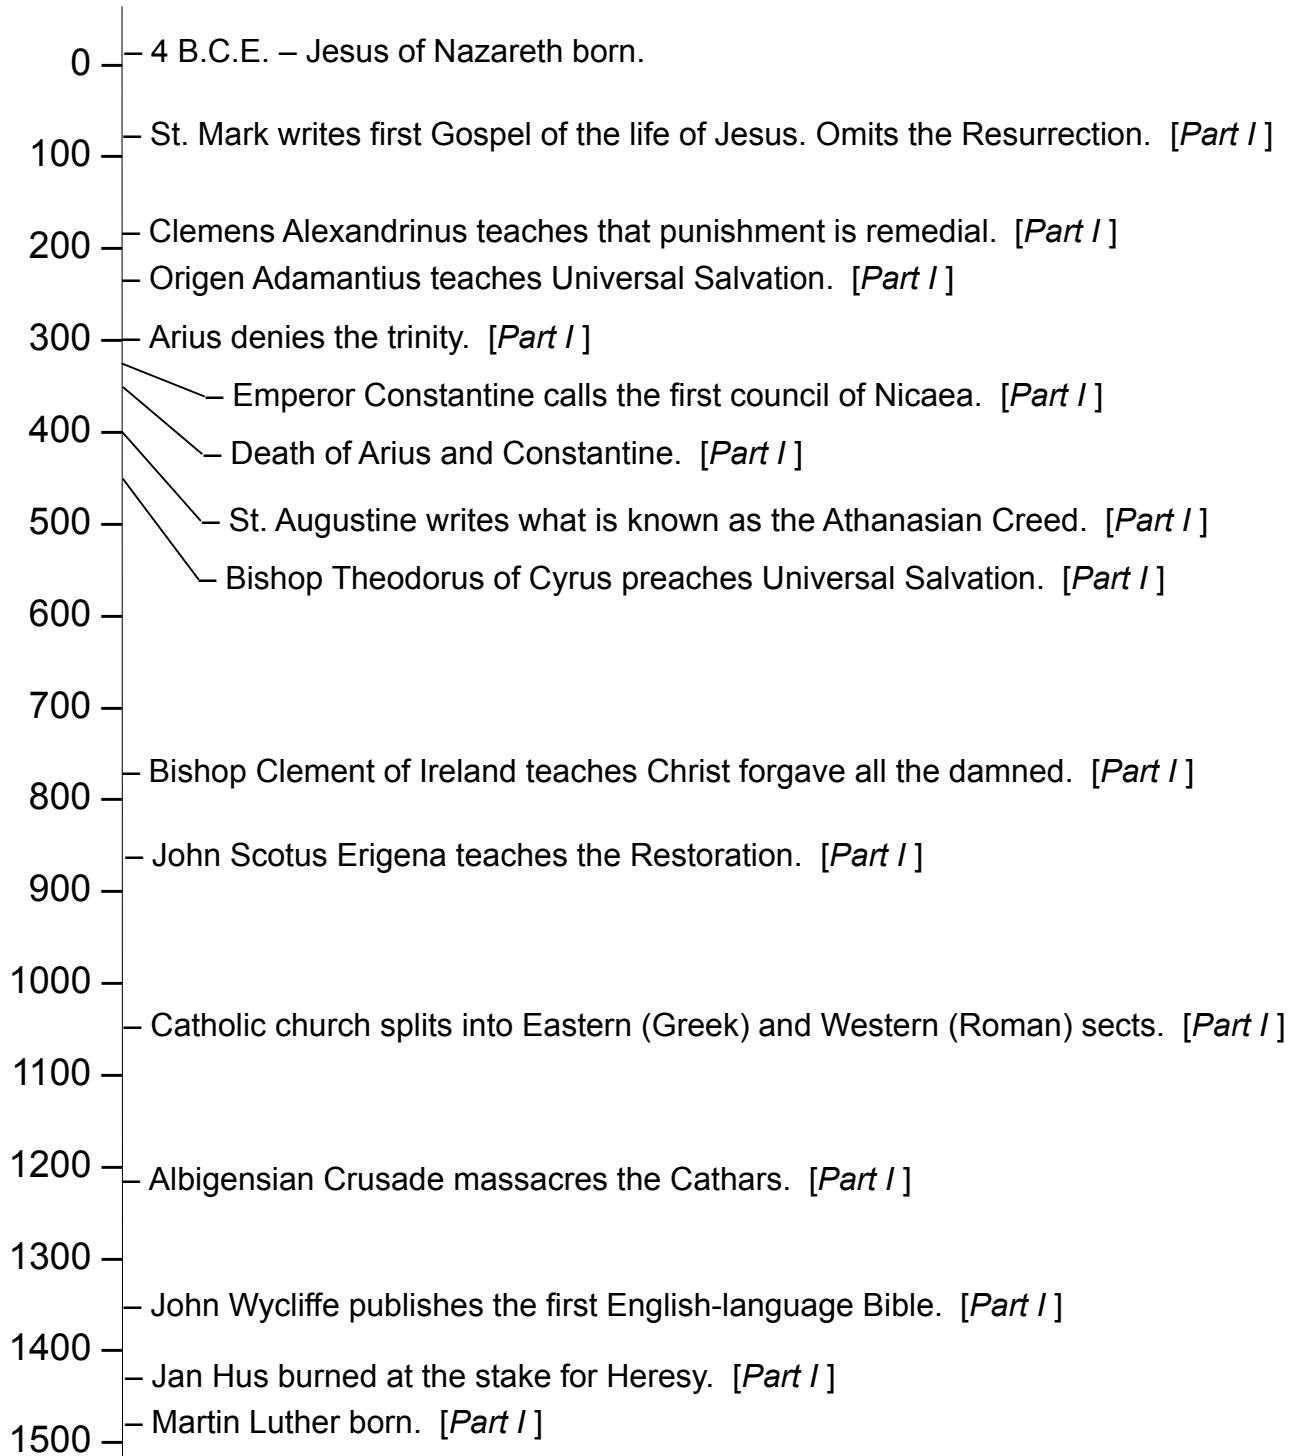 – 4 B.C.E. – Jesus of Nazareth born.
0 –
– St. Mark writes first Gospel of the life of Jesus. Omits the Resurrection. [Part I ]
100 –
– Clemens Alexandrinus teaches that punishment is remedial. [Part I ]
200 –
– Origen Adamantius teaches Universal Salvation. [Part I ]
300 – – Arius denies the trinity. [Part I ]
– Emperor Constantine calls the first council of Nicaea. [Part I ]
400 –
– Death of Arius and Constantine. [Part I ]
500 – – St. Augustine writes what is known as the Athanasian Creed. [Part I ]
– Bishop Theodorus of Cyrus preaches Universal Salvation. [Part I ]
600 –
700 –
– Bishop Clement of Ireland teaches Christ forgave all the damned. [Part I ]
800 –
– John Scotus Erigena teaches the Restoration. [Part I ]
900 –
1000 –
– Catholic church splits into Eastern (Greek) and Western (Roman) sects. [Part I ]
1100 –
1200 –
– Albigensian Crusade massacres the Cathars. [Part I ]
1300 –
– John Wycliffe publishes the first English-language Bible. [Part I ]
1400 –
– Jan Hus burned at the stake for Heresy. [Part I ]
– Martin Luther born. [Part I ]
1500 –